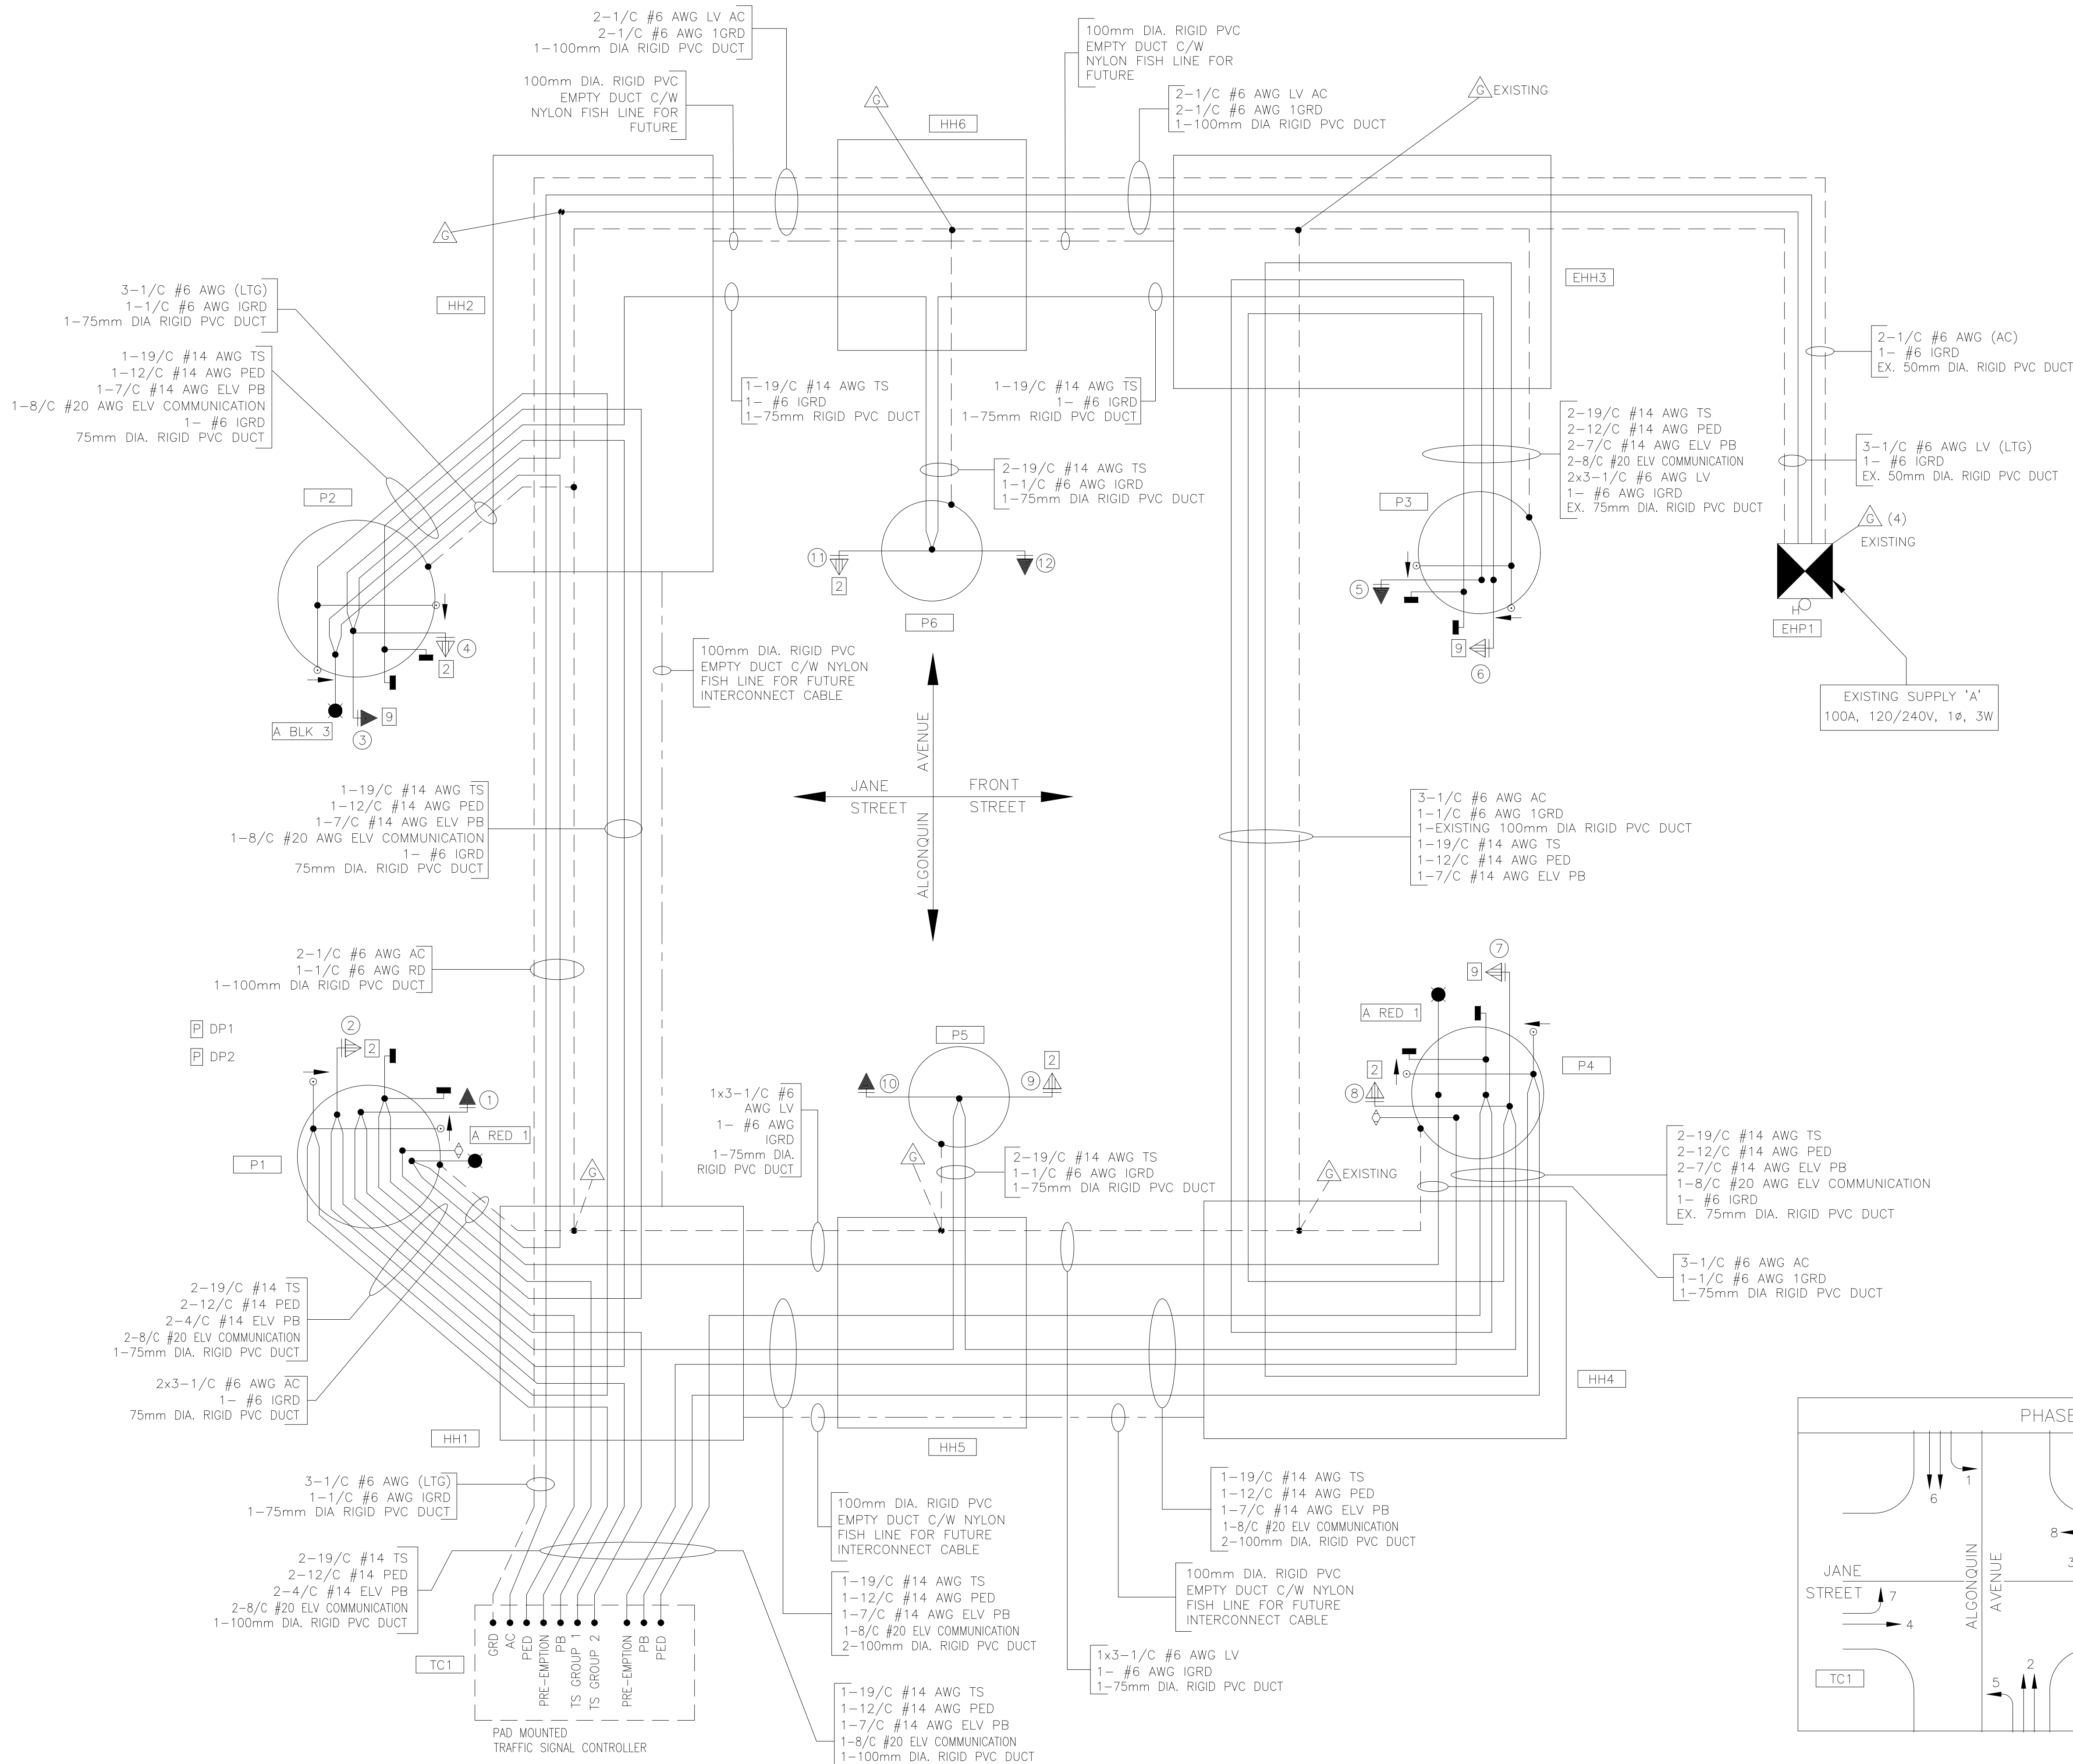 2-1/C #6 AWG LV AC
2-1/C #6 AWG 1GRD
1-100mm DIA RIGID PVC DUCT
100mm DIA. RIGID PVC
EMPTY DUCT C/W
NYLON FISH LINE FOR
FUTURE
100mm DIA. RIGID PVC
EMPTY DUCT C/W
NYLON FISH LINE FOR
FUTURE
2-1/C #6 AWG LV AC
2-1/C #6 AWG 1GRD
1-100mm DIA RIGID PVC DUCT
G
HH6
G EXISTING
G
HH2
EHH3
3-1/C #6 AWG (LTG)
1-1/C #6 AWG IGRD
1-75mm DIA RIGID PVC DUCT
1-19/C #14 AWG TS
1-12/C #14 AWG PED
1-7/C #14 AWG ELV PB
1-8/C #20 AWG ELV COMMUNICATION
1- #6 IGRD
75mm DIA. RIGID PVC DUCT
1-19/C #14 AWG TS
1- #6 IGRD
1-75mm RIGID PVC DUCT
1-19/C #14 AWG TS
1- #6 IGRD
1-75mm RIGID PVC DUCT
2-1/C #6 AWG (AC)
1- #6 IGRD
EX. 50mm DIA. RIGID PVC DUCT
2-19/C #14 AWG TS
2-12/C #14 AWG PED
2-7/C #14 AWG ELV PB
2-8/C #20 ELV COMMUNICATION
2x3-1/C #6 AWG LV
1- #6 AWG IGRD
EX. 75mm DIA. RIGID PVC DUCT
3-1/C #6 AWG LV (LTG)
1- #6 IGRD
EX. 50mm DIA. RIGID PVC DUCT
2-19/C #14 AWG TS
1-1/C #6 AWG IGRD
1-75mm DIA RIGID PVC DUCT
P2
P3
G (4)
EXISTING
11
2
12
P6
5
9
6
H
EHP1
4
2
9
3
A BLK 3
EXISTING SUPPLY 'A'
100A, 120/240V, 1ø, 3W
100mm DIA. RIGID PVC
EMPTY DUCT C/W NYLON
FISH LINE FOR FUTURE
INTERCONNECT CABLE
ALGONQUIN AVENUE
JANE
STREET
FRONT
STREET
1-19/C #14 AWG TS
1-12/C #14 AWG PED
1-7/C #14 AWG ELV PB
1-8/C #20 AWG ELV COMMUNICATION
1- #6 IGRD
75mm DIA. RIGID PVC DUCT
3-1/C #6 AWG AC
1-1/C #6 AWG 1GRD
1-EXISTING 100mm DIA RIGID PVC DUCT
1-19/C #14 AWG TS
1-12/C #14 AWG PED
1-7/C #14 AWG ELV PB
2-1/C #6 AWG AC
1-1/C #6 AWG RD
1-100mm DIA RIGID PVC DUCT
P DP1
P DP2
2
2
1
A RED 1
P1
G
P5
10
9
2
G
1x3-1/C #6
AWG LV
1- #6 AWG
IGRD
1-75mm DIA.
RIGID PVC DUCT
2-19/C #14 AWG TS
1-1/C #6 AWG IGRD
1-75mm DIA RIGID PVC DUCT
7
9
A RED 1
2
8
P4
G EXISTING
2-19/C #14 AWG TS
2-12/C #14 AWG PED
2-7/C #14 AWG ELV PB
1-8/C #20 AWG ELV COMMUNICATION
1- #6 IGRD
EX. 75mm DIA. RIGID PVC DUCT
3-1/C #6 AWG AC
1-1/C #6 AWG 1GRD
1-75mm DIA RIGID PVC DUCT
2-19/C #14 TS
2-12/C #14 PED
2-4/C #14 ELV PB
2-8/C #20 ELV COMMUNICATION
1-75mm DIA. RIGID PVC DUCT
2x3-1/C #6 AWG AC
1- #6 IGRD
75mm DIA. RIGID PVC DUCT
HH1
HH5
HH4
3-1/C #6 AWG (LTG)
1-1/C #6 AWG IGRD
1-75mm DIA RIGID PVC DUCT
2-19/C #14 TS
2-12/C #14 PED
2-4/C #14 ELV PB
2-8/C #20 ELV COMMUNICATION
1-100mm DIA. RIGID PVC DUCT
100mm DIA. RIGID PVC
EMPTY DUCT C/W NYLON
FISH LINE FOR FUTURE
INTERCONNECT CABLE
1-19/C #14 AWG TS
1-12/C #14 AWG PED
1-7/C #14 AWG ELV PB
1-8/C #20 ELV COMMUNICATION
2-100mm DIA. RIGID PVC DUCT
1-19/C #14 AWG TS
1-12/C #14 AWG PED
1-7/C #14 AWG ELV PB
1-8/C #20 ELV COMMUNICATION
2-100mm DIA. RIGID PVC DUCT
100mm DIA. RIGID PVC
EMPTY DUCT C/W NYLON
FISH LINE FOR FUTURE
INTERCONNECT CABLE
1x3-1/C #6 AWG LV
1- #6 AWG IGRD
1-75mm DIA. RIGID PVC DUCT
1-19/C #14 AWG TS
1-12/C #14 AWG PED
1-7/C #14 AWG ELV PB
1-8/C #20 ELV COMMUNICATION
1-100mm DIA. RIGID PVC DUCT
TC1
GRD
AC
PED
PRE-EMPTION
PB
TS GROUP 1
TS GROUP 2
PRE-EMPTION
PB
PED
PAD MOUNTED
TRAFFIC SIGNAL CONTROLLER
PHASE
6
1
8
3
JANE
STREET
7
4
ALGONQUIN
AVENUE
TC1
5
2